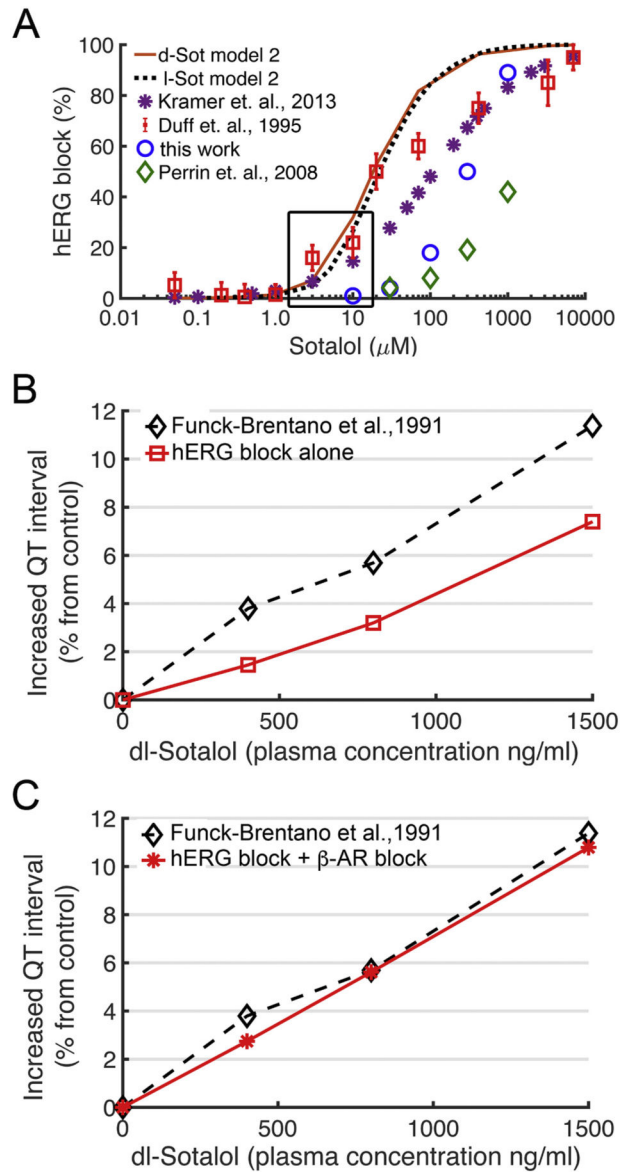 A
hERG block (%)
100
80
60
40
20
0
d-Sot model 2
l-Sot model 2
Kramer et. al., 2013
Duff et. al., 1995
this work
Perrin et. al., 2008
0.01 0.1 1.0 10 100 1000 10000
Sotalol (μM)
B
Increased QT interval
(% from control)
12
10
8
6
4
2
0
Funck-Brentano et al.,1991
hERG block alone
0 500 1000 1500
dl-Sotalol (plasma concentration ng/ml)
C
Increased QT interval
(% from control)
12
10
8
6
4
2
0
Funck-Brentano et al.,1991
hERG block + β-AR block
0 500 1000 1500
dl-Sotalol (plasma concentration ng/ml)